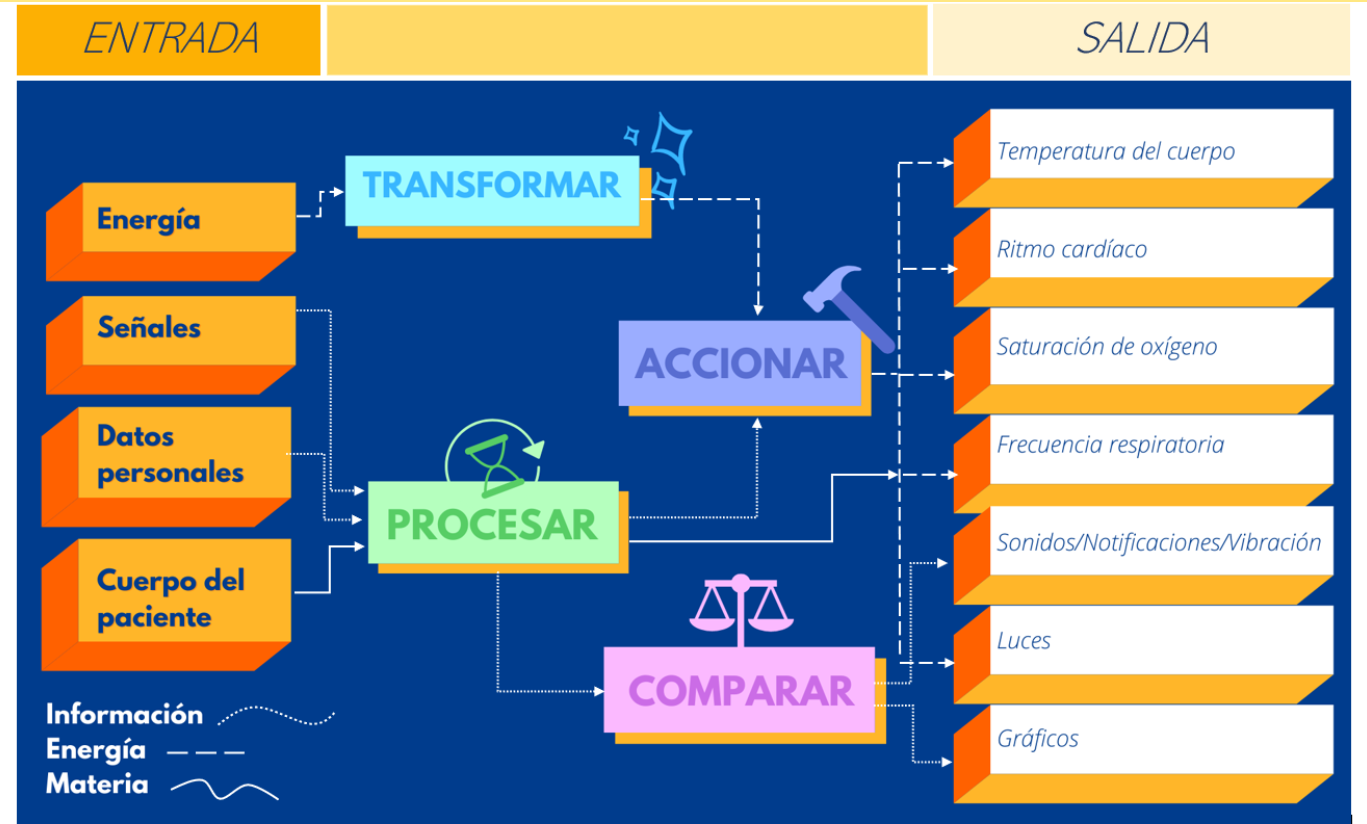 ENTRADA
SALIDA
Energía
Señales
Datos
personales
Cuerpo del
paciente
TRANSFORMAR
ACCIONAR
PROCESAR
COMPARAR
Temperatura del cuerpo
Ritmo cardíaco
Saturación de oxígeno
Frecuencia respiratoria
Sonidos/Notificaciones/Vibración
Luces
Gráficos
Información
Energía
Materia